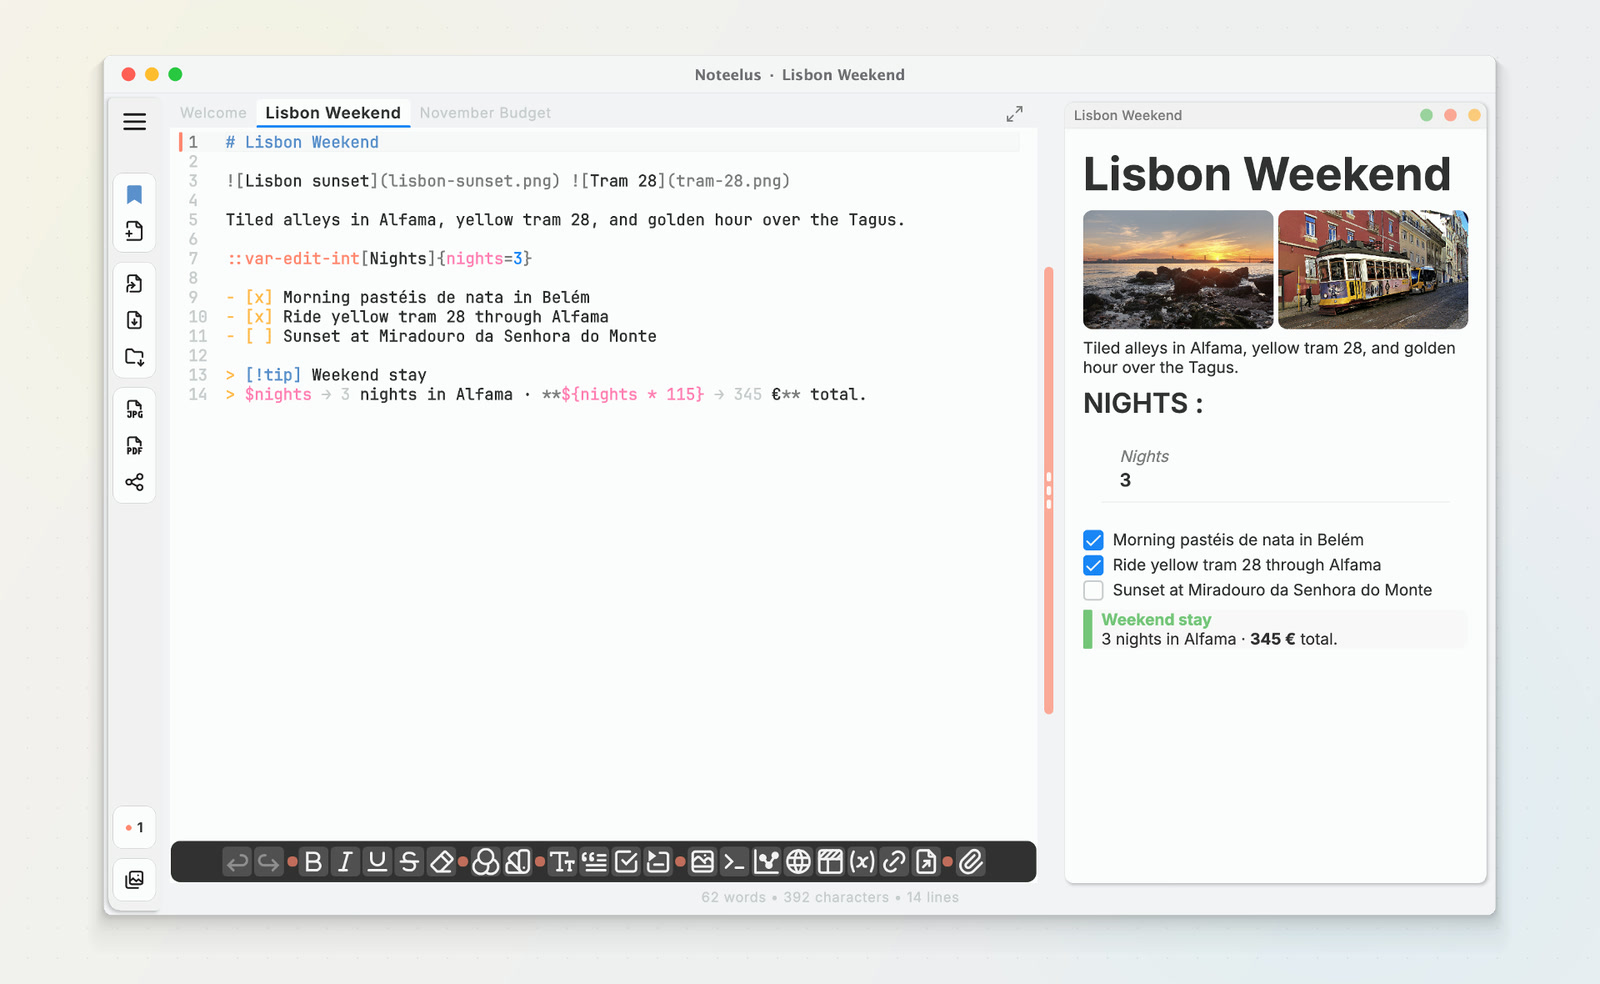 Noteelus · Lisbon Weekend
Welcome
Lisbon Weekend
November Budget
1 # Lisbon Weekend
2
3 ![Lisbon sunset](lisbon-sunset.png) ![Tram 28](tram-28.png)
4
5 Tiled alleys in Alfama, yellow tram 28, and golden hour over the Tagus.
6
7 ::var-edit-int[Nights]{nights=3}
8
9 - [x] Morning pastéis de nata in Belém
10 - [x] Ride yellow tram 28 through Alfama
11 - [ ] Sunset at Miradouro da Senhora do Monte
12
13 > [!tip] Weekend stay
14 > $nights → 3 nights in Alfama · **${nights * 115} → 345 €** total.
JPG
PDF
1
62 words • 392 characters • 14 lines
Lisbon Weekend
Lisbon Weekend
Tiled alleys in Alfama, yellow tram 28, and golden
hour over the Tagus.
NIGHTS :
Nights
3
Morning pastéis de nata in Belém
Ride yellow tram 28 through Alfama
Sunset at Miradouro da Senhora do Monte
Weekend stay
3 nights in Alfama · 345 € total.